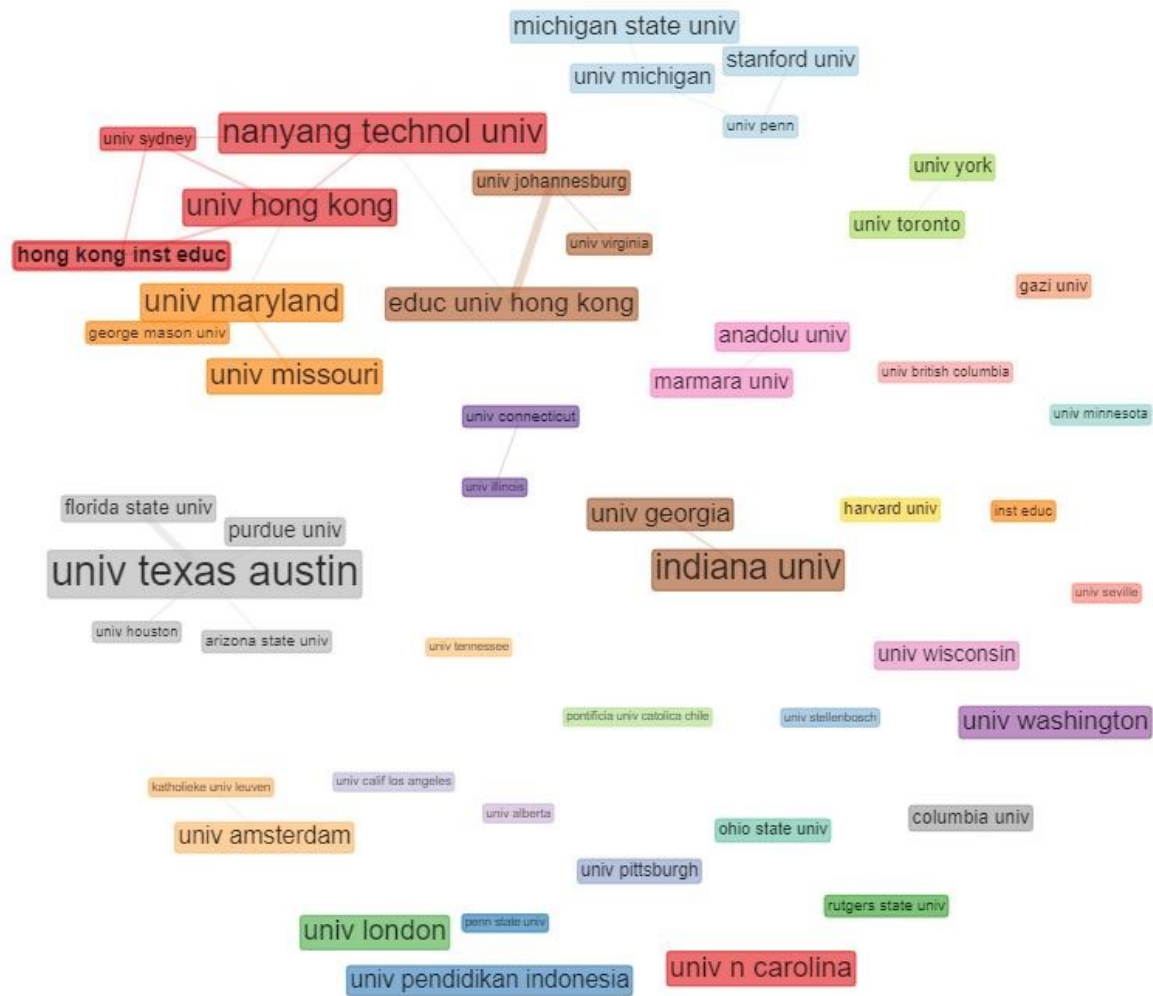 michigan state univ
stanford univ
univ michigan
univ penn
nanyang technol univ
univ sydney
univ york
univ johannesburg
univ hong kong
univ toronto
univ virginia
hong kong inst educ
gazi univ
univ maryland
educ univ hong kong
george mason univ
anadolu univ
univ missouri
univ british columbia
marmara univ
univ connecticut
univ minnesota
univ illinois
florida state univ
univ georgia
harvard univ
inst educ
purdue univ
univ texas austin
indiana univ
univ seville
univ houston
arizona state univ
univ tennessee
univ wisconsin
pontificia univ catolica chile
univ stellenbosch
univ washington
katholieke univ leuven
univ calif los angeles
univ alberta
columbia univ
univ amsterdam
ohio state univ
univ pittsburgh
rutgers state univ
univ london
penn state univ
univ n carolina
univ pendidikan indonesia